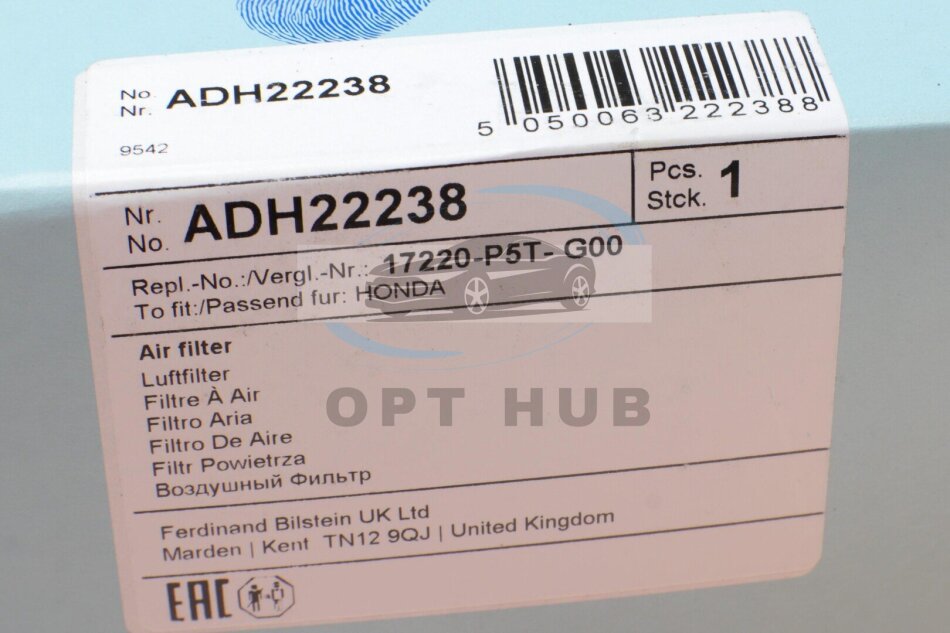 No.
Nr. ADH22238
9542
5 050063 222388
Nr.
No. ADH22238
Pcs.
Stck. 1
Repl.-No.:/Vergl.-Nr.: 17220-P5T- G00
To fit:/Passend fur: HONDA
Air filter
Luftfilter
Filtre À Air
Filtro Aria
Filtro De Aire
Filtr Powietrza
Воздушный Фильтр
OPT HUB
Ferdinand Bilstein UK Ltd
Marden | Kent TN12 9QJ | United Kingdom
EAC